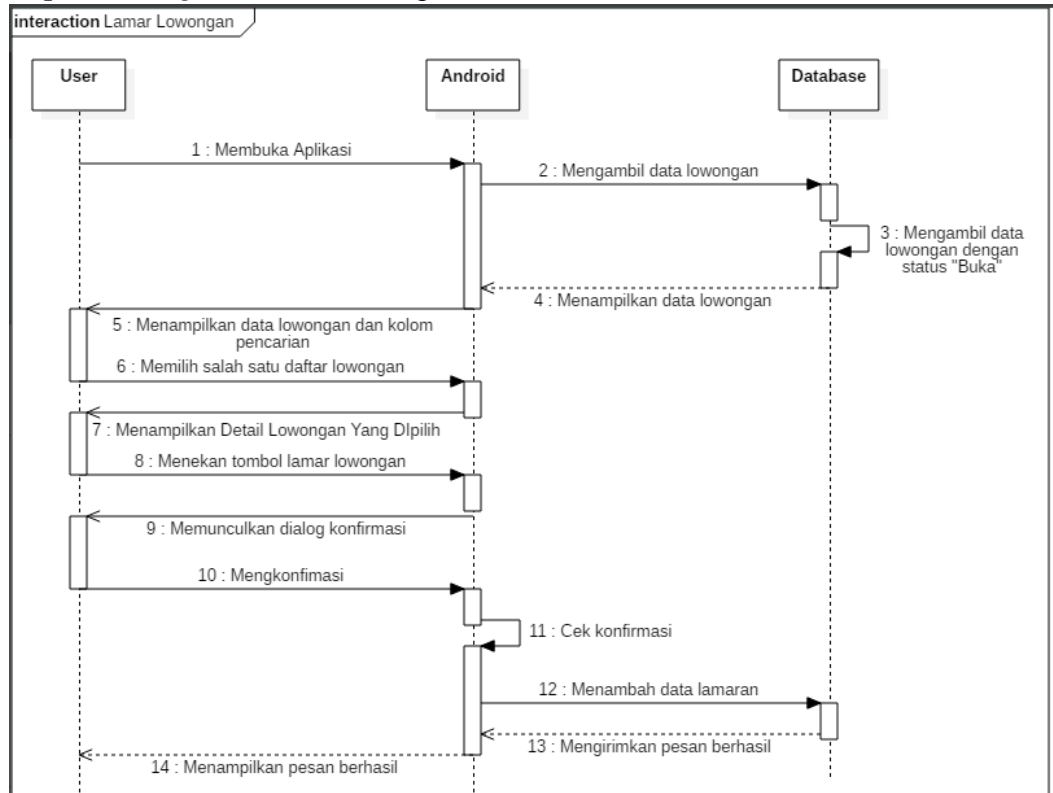 interaction Lamar Lowongan
User
Android
Database
1 : Membuka Aplikasi
2 : Mengambil data lowongan
3 : Mengambil data
lowongan dengan
status "Buka"
4 : Menampilkan data lowongan
5 : Menampilkan data lowongan dan kolom
pencarian
6 : Memilih salah satu daftar lowongan
7 : Menampilkan Detail Lowongan Yang DIpilih
8 : Menekan tombol lamar lowongan
9 : Memunculkan dialog konfirmasi
10 : Mengkonfimasi
11 : Cek konfirmasi
12 : Menambah data lamaran
13 : Mengirimkan pesan berhasil
14 : Menampilkan pesan berhasil